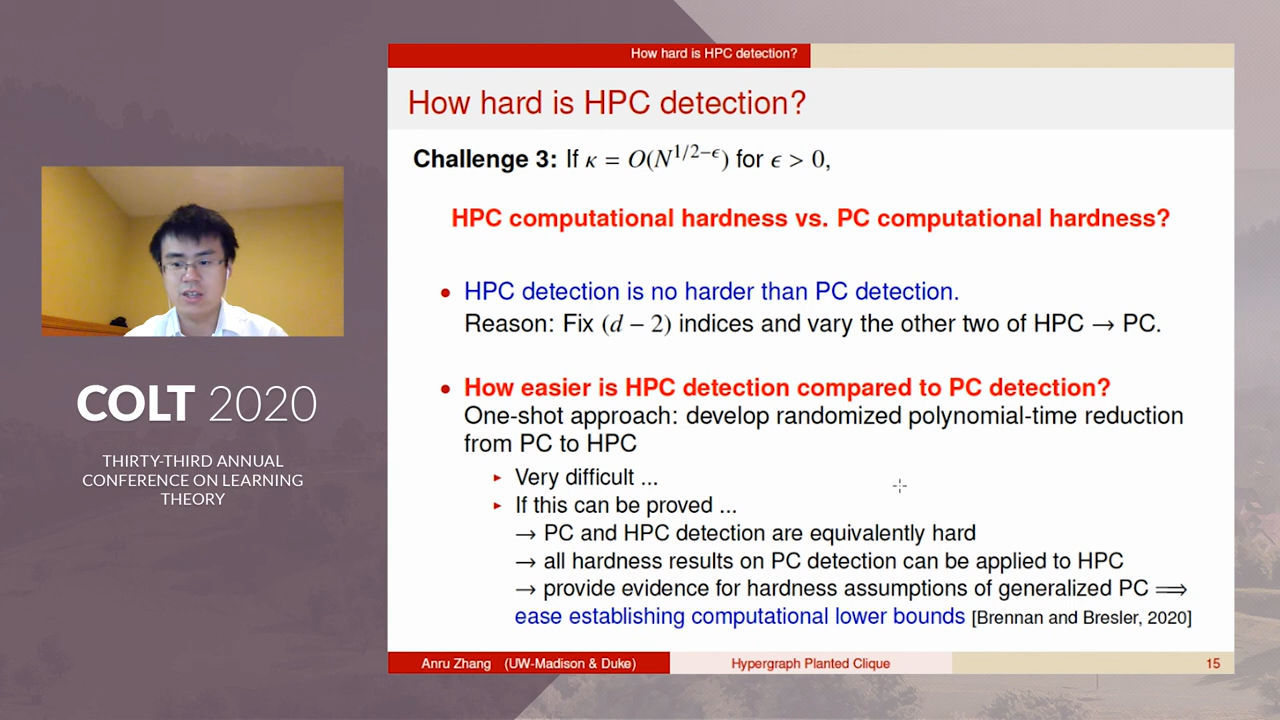 How hard is HPC detection?
How hard is HPC detection?
Challenge 3: If κ = O(N^{1/2−ϵ}) for ϵ > 0,
HPC computational hardness vs. PC computational hardness?
• HPC detection is no harder than PC detection.
Reason: Fix (d − 2) indices and vary the other two of HPC → PC.
• How easier is HPC detection compared to PC detection?
One-shot approach: develop randomized polynomial-time reduction
from PC to HPC
▸ Very difficult ...
▸ If this can be proved ...
→ PC and HPC detection are equivalently hard
→ all hardness results on PC detection can be applied to HPC
→ provide evidence for hardness assumptions of generalized PC ⟹
ease establishing computational lower bounds [Brennan and Bresler, 2020]
Anru Zhang (UW-Madison & Duke) Hypergraph Planted Clique 15
COLT 2020
THIRTY-THIRD ANNUAL
CONFERENCE ON LEARNING
THEORY